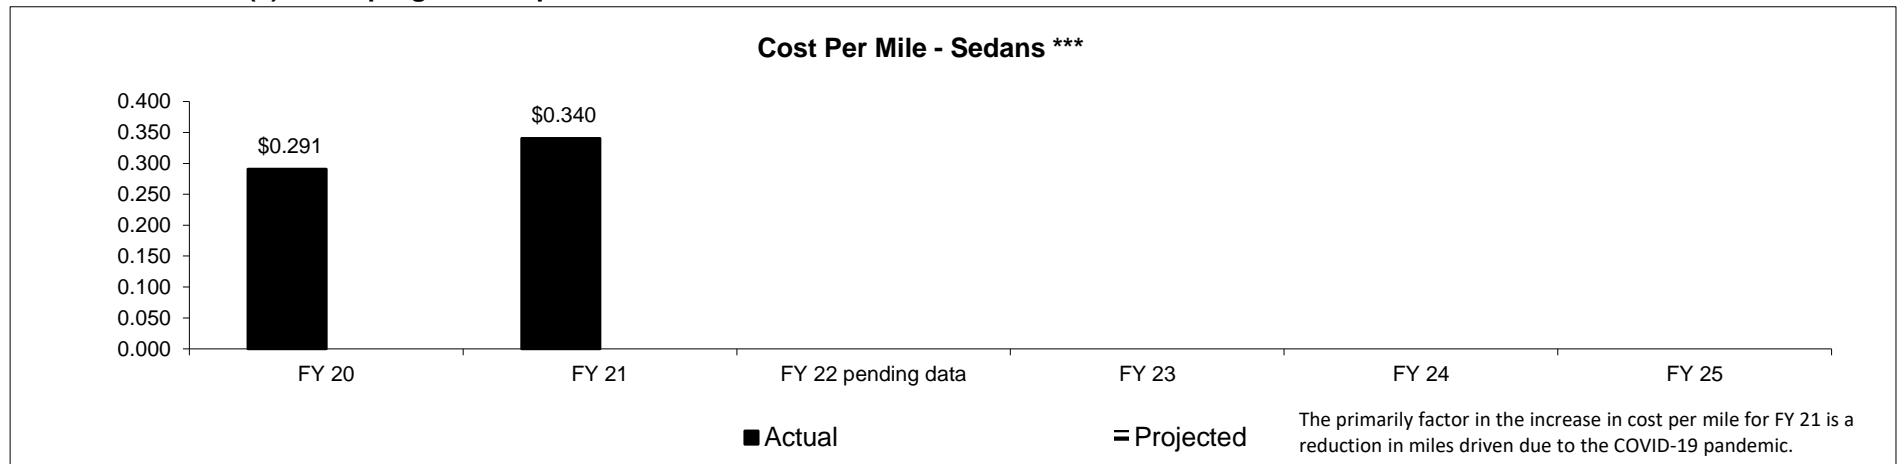 Cost Per Mile - Sedans ***
0.400
0.350
0.300
0.250
0.200
0.150
0.100
0.050
0.000
$0.291
$0.340
FY 20
FY 21
FY 22 pending data
FY 23
FY 24
FY 25
Actual
Projected
The primarily factor in the increase in cost per mile for FY 21 is a
reduction in miles driven due to the COVID-19 pandemic.